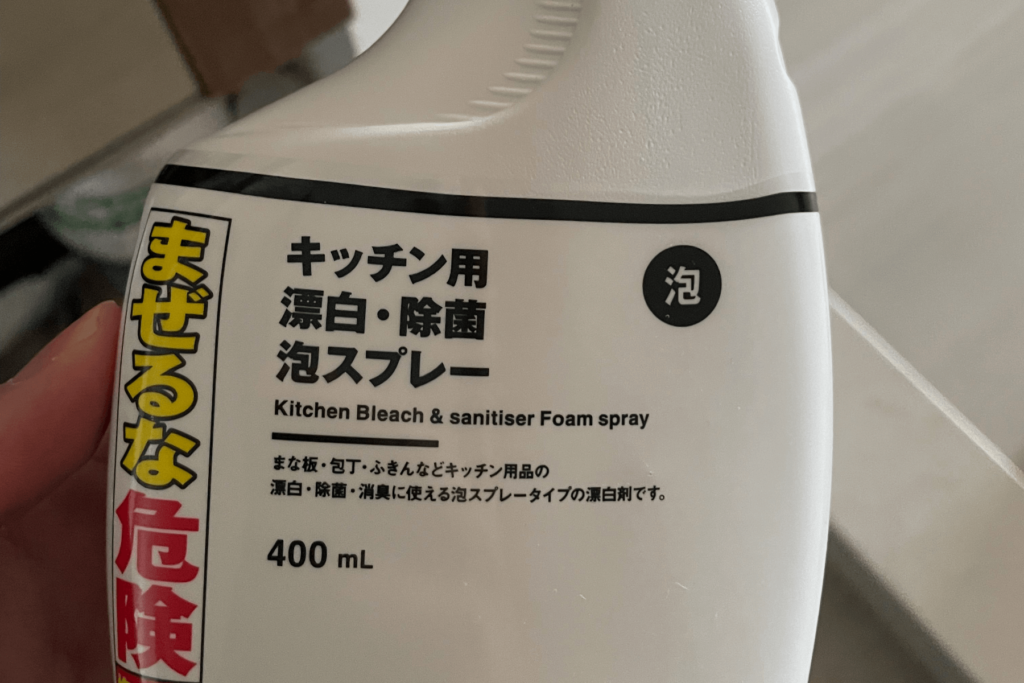 まぜるな
危険
キッチン用
漂白・除菌
泡スプレー
Kitchen Bleach & sanitiser Foam spray
まな板・包丁・ふきんなどキッチン用品の
漂白・除菌・消臭に使える泡スプレータイプの漂白剤です。
400 mL
泡